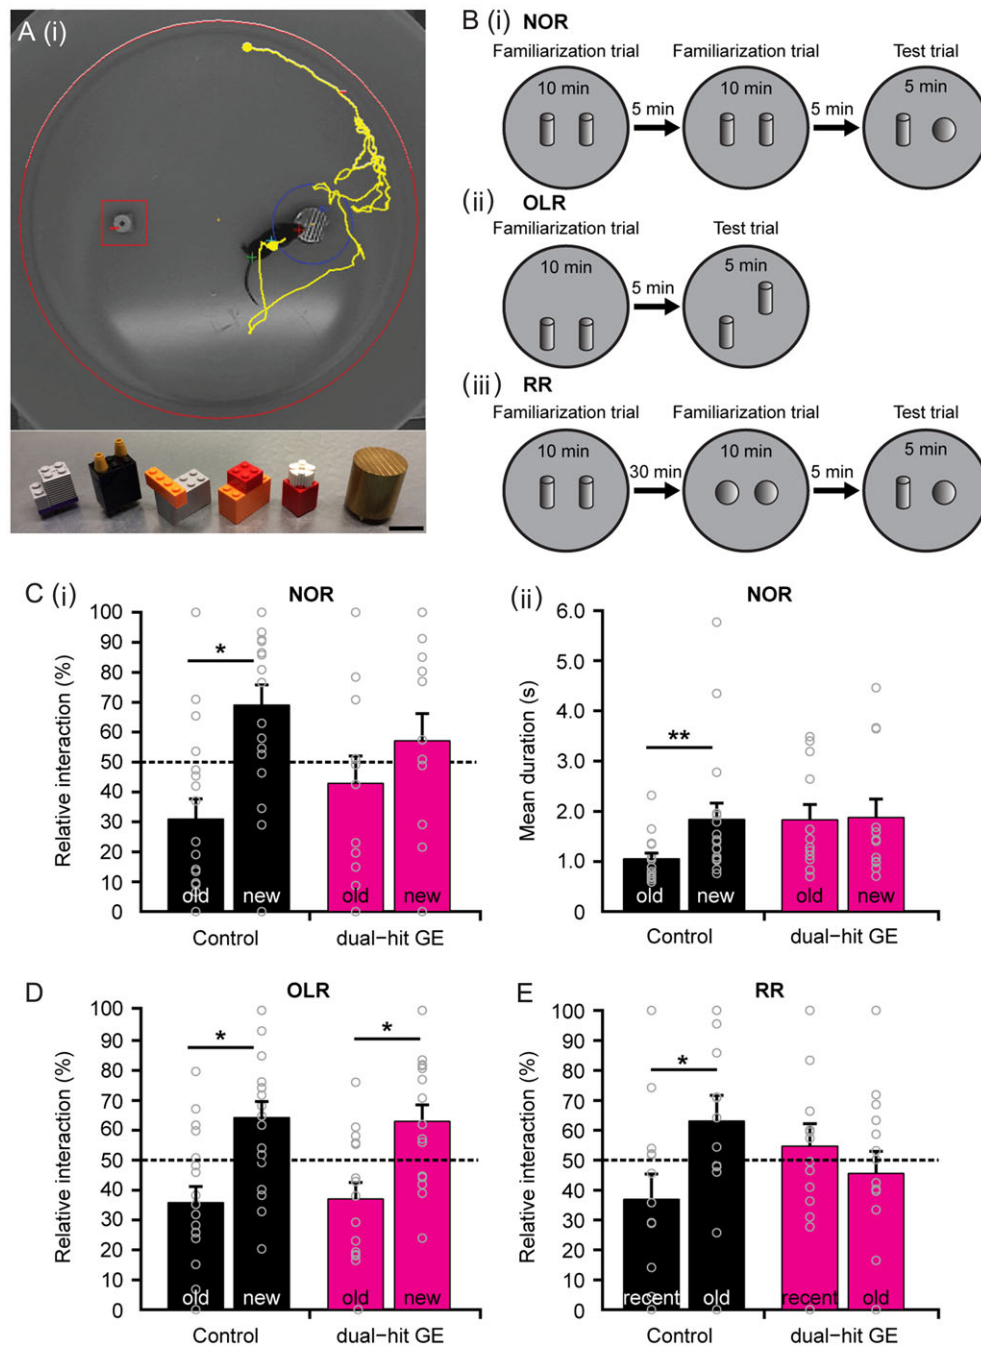 A (i)
B (i) NOR
Familiarization trial Familiarization trial Test trial
10 min 10 min 5 min
5 min 5 min
(ii) OLR
Familiarization trial Test trial
10 min 5 min
5 min
(iii) RR
Familiarization trial Familiarization trial Test trial
10 min 10 min 5 min
30 min 5 min
C (i) NOR
Relative interaction (%)
100
90
80
70
60
50
40
30
20
10
0
*
old new old new
Control dual-hit GE
(ii) NOR
Mean duration (s)
6.0
5.0
4.0
3.0
2.0
1.0
0
**
old new old new
Control dual-hit GE
D OLR
Relative interaction (%)
100
90
80
70
60
50
40
30
20
10
0
* *
old new old new
Control dual-hit GE
E RR
Relative interaction (%)
100
90
80
70
60
50
40
30
20
10
0
*
recent old recent old
Control dual-hit GE